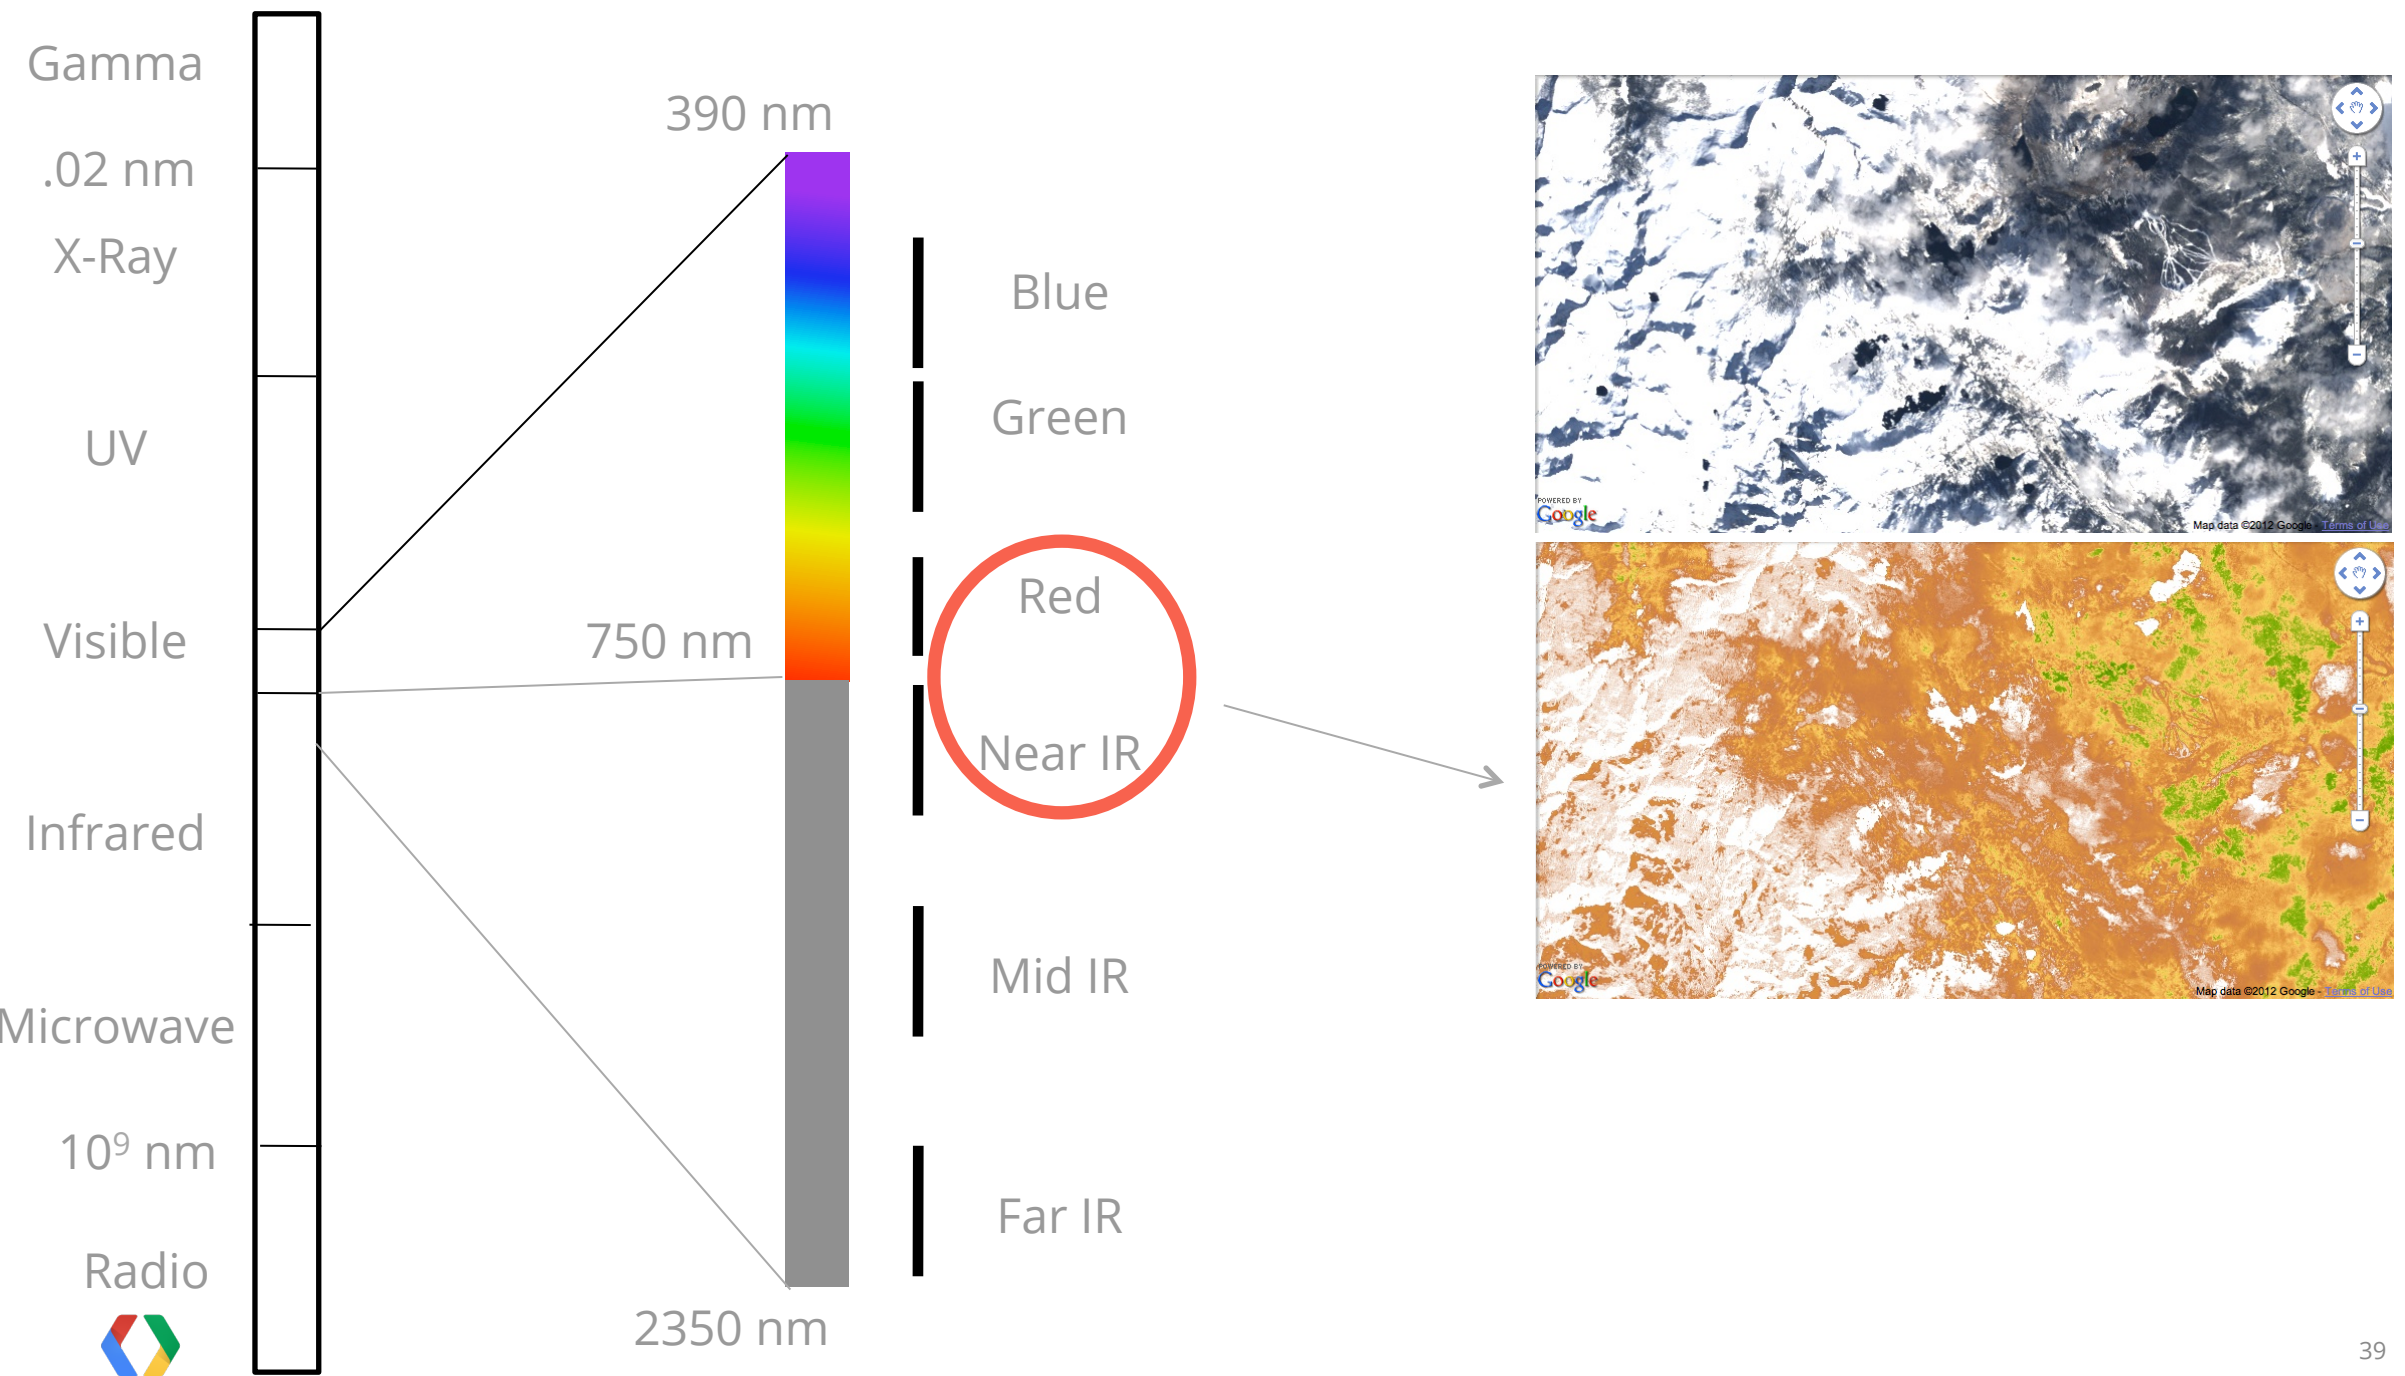 Gamma
.02 nm
X-Ray
UV
Visible
Infrared
Microwave
10⁹ nm
Radio
390 nm
750 nm
2350 nm
Blue
Green
Red
Near IR
Mid IR
Far IR
POWERED BY
Google
Map data ©2012 Google - Terms of Use
POWERED BY
Google
Map data ©2012 Google - Terms of Use
39